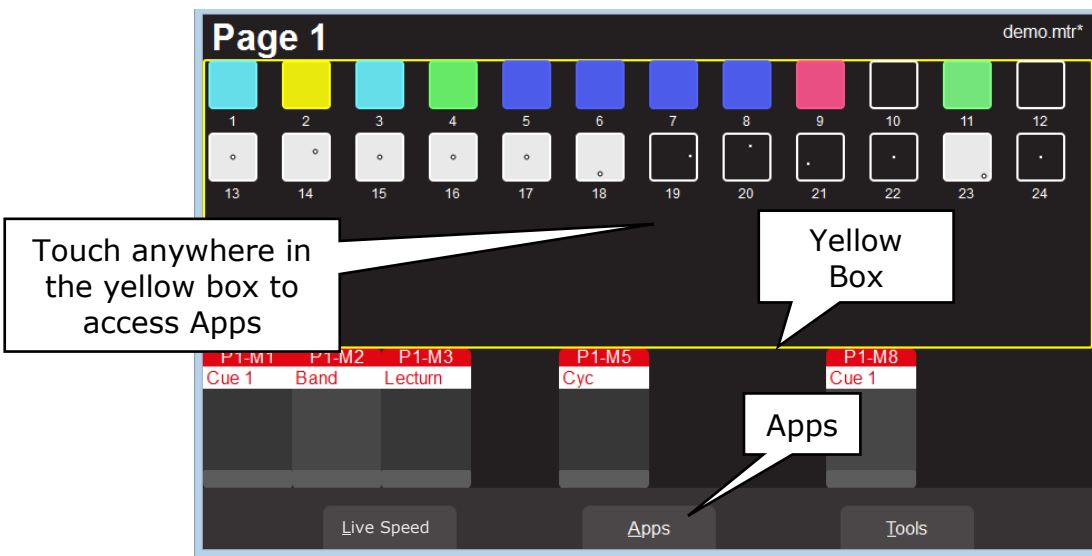 Page 1
demo.mtr*
1 2 3 4 5 6 7 8 9 10 11 12
13 14 15 16 17 18 19 20 21 22 23 24
Touch anywhere in
the yellow box to
access Apps
Yellow
Box
P1-M1 P1-M2 P1-M3 P1-M5 P1-M8
Cue 1 Band Lecturn Cyc Cue 1
Apps
Live Speed Apps Tools